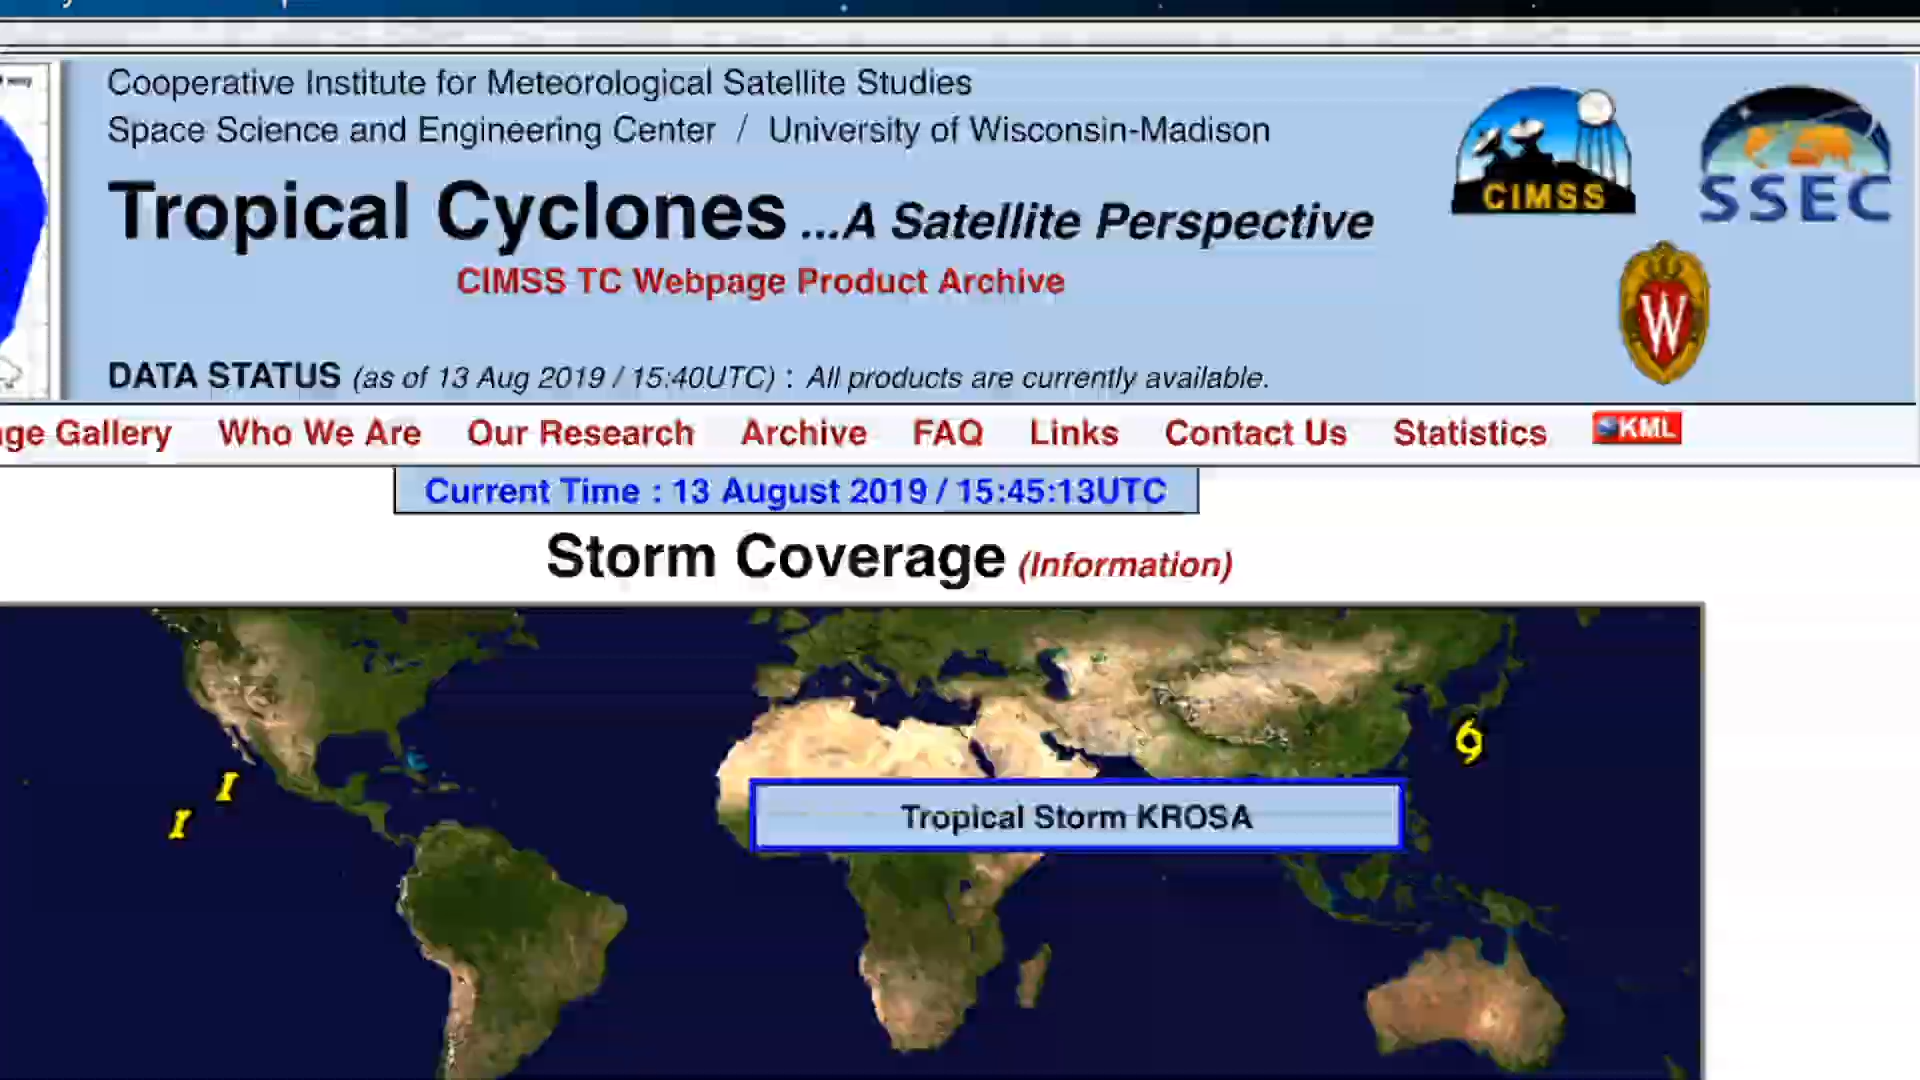 Cooperative Institute for Meteorological Satellite Studies
Space Science and Engineering Center / University of Wisconsin-Madison
Tropical Cyclones ...A Satellite Perspective
CIMSS TC Webpage Product Archive
DATA STATUS (as of 13 Aug 2019 / 15:40UTC) : All products are currently available.
CIMSS
SSEC
W
ge Gallery Who We Are Our Research Archive FAQ Links Contact Us Statistics KML
Current Time : 13 August 2019 / 15:45:13UTC
Storm Coverage (Information)
I
I
Tropical Storm KROSA